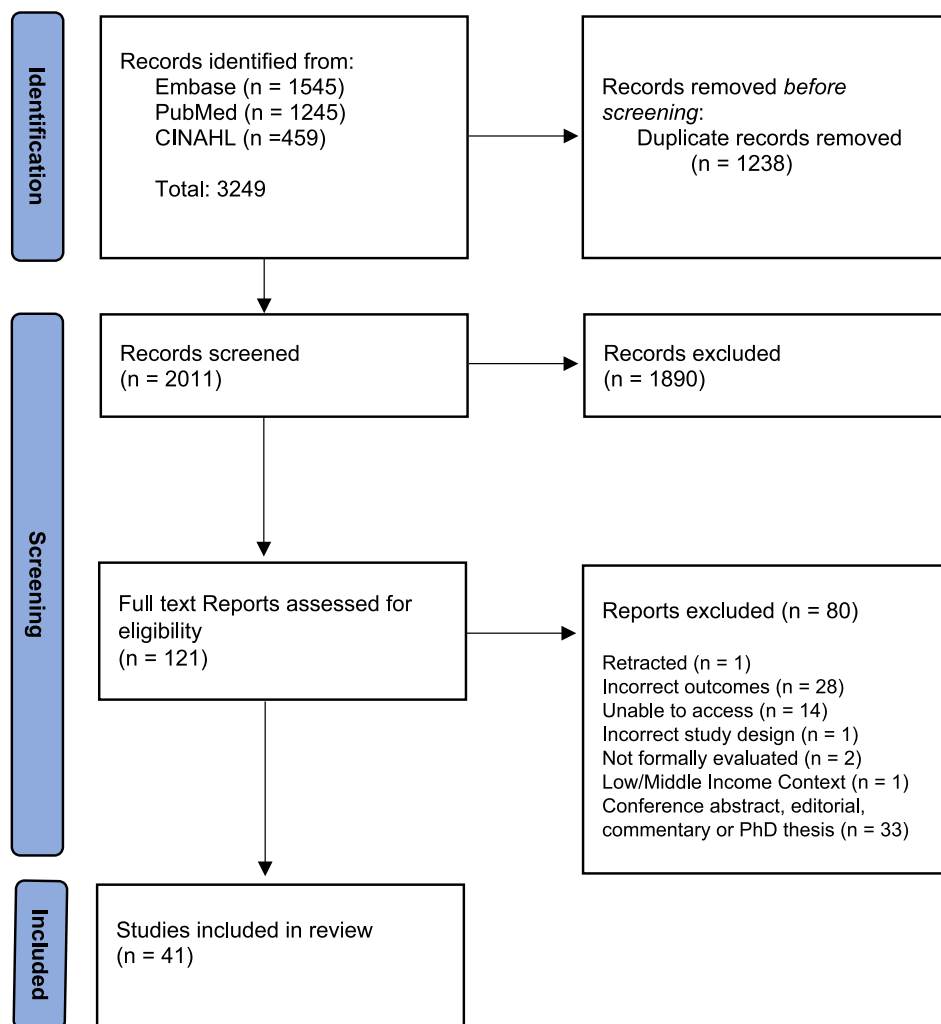 Identification
Records identified from:
Embase (n = 1545)
PubMed (n = 1245)
CINAHL (n =459)
Total: 3249
Records removed before
screening:
Duplicate records removed
(n = 1238)
Screening
Records screened
(n = 2011)
Records excluded
(n = 1890)
Full text Reports assessed for
eligibility
(n = 121)
Reports excluded (n = 80)
Retracted (n = 1)
Incorrect outcomes (n = 28)
Unable to access (n = 14)
Incorrect study design (n = 1)
Not formally evaluated (n = 2)
Low/Middle Income Context (n = 1)
Conference abstract, editorial,
commentary or PhD thesis (n = 33)
Included
Studies included in review
(n = 41)